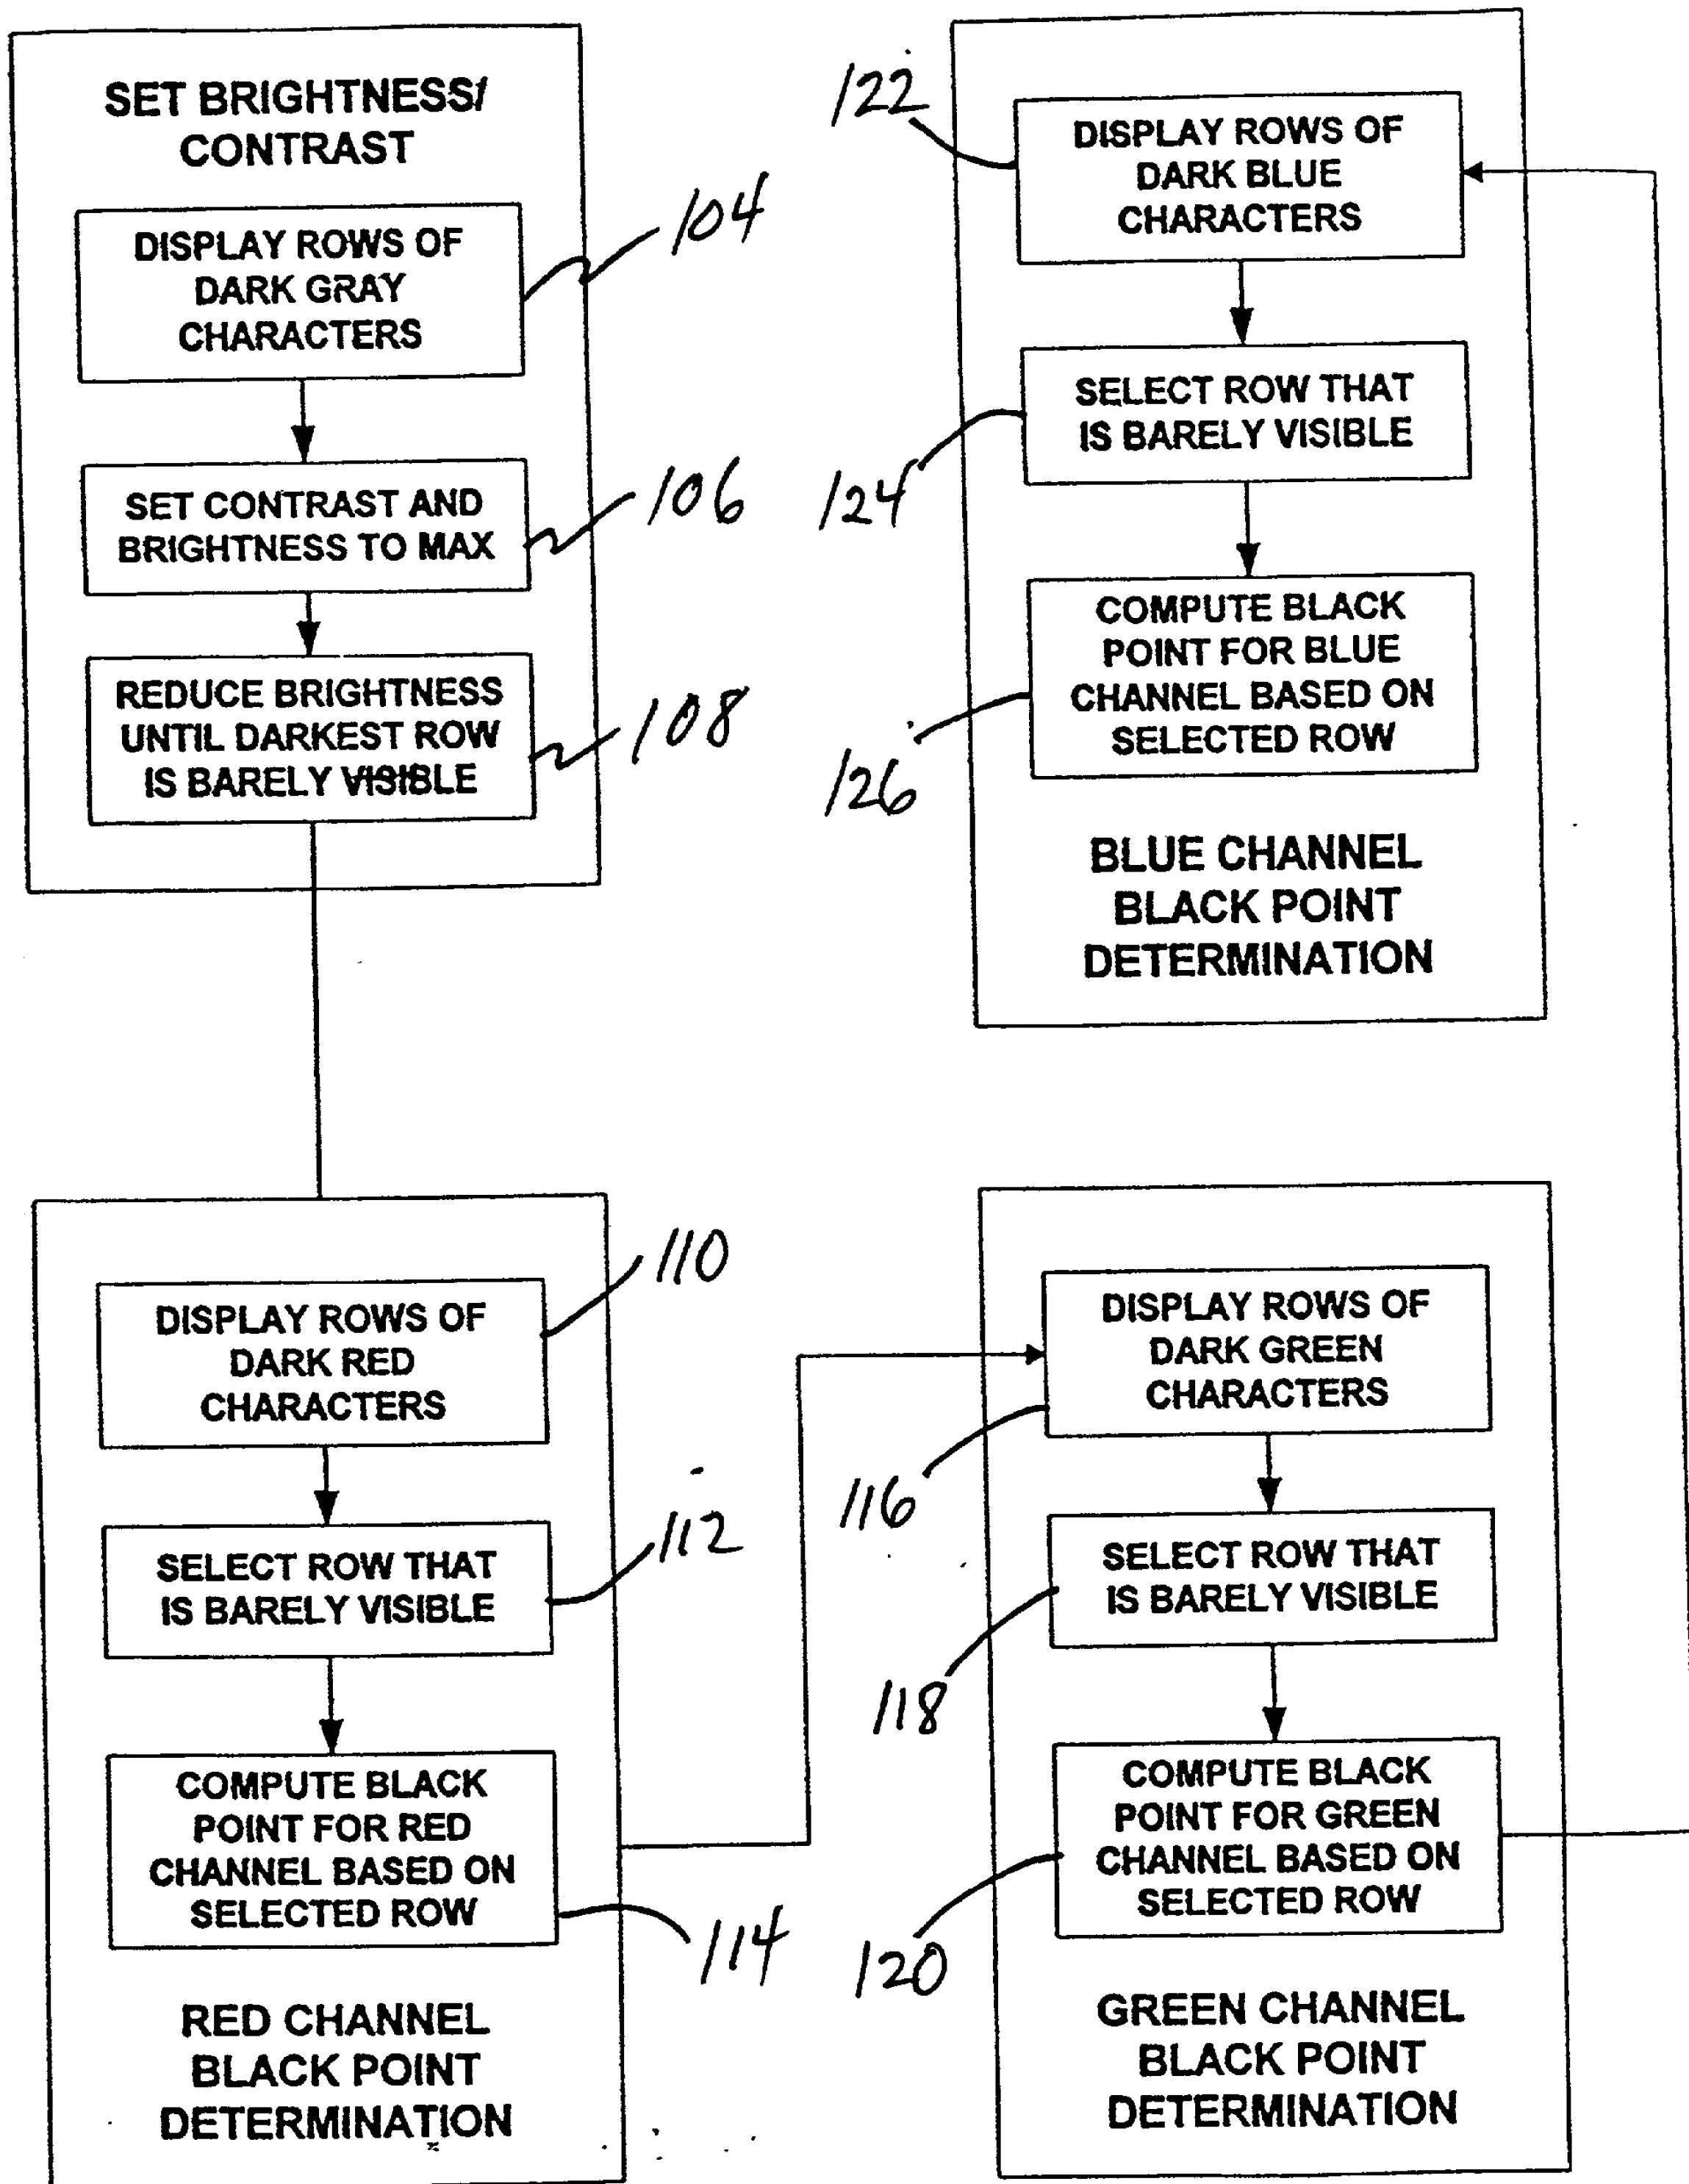 SET BRIGHTNESS/
CONTRAST
DISPLAY ROWS OF
DARK GRAY
CHARACTERS
104
SET CONTRAST AND
BRIGHTNESS TO MAX
106
REDUCE BRIGHTNESS
UNTIL DARKEST ROW
IS BARELY VISIBLE
108
DISPLAY ROWS OF
DARK RED
CHARACTERS
110
SELECT ROW THAT
IS BARELY VISIBLE
112
COMPUTE BLACK
POINT FOR RED
CHANNEL BASED ON
SELECTED ROW
114
RED CHANNEL
BLACK POINT
DETERMINATION
DISPLAY ROWS OF
DARK GREEN
CHARACTERS
116
SELECT ROW THAT
IS BARELY VISIBLE
118
COMPUTE BLACK
POINT FOR GREEN
CHANNEL BASED ON
SELECTED ROW
120
GREEN CHANNEL
BLACK POINT
DETERMINATION
122
DISPLAY ROWS OF
DARK BLUE
CHARACTERS
SELECT ROW THAT
IS BARELY VISIBLE
124
COMPUTE BLACK
POINT FOR BLUE
CHANNEL BASED ON
SELECTED ROW
126
BLUE CHANNEL
BLACK POINT
DETERMINATION